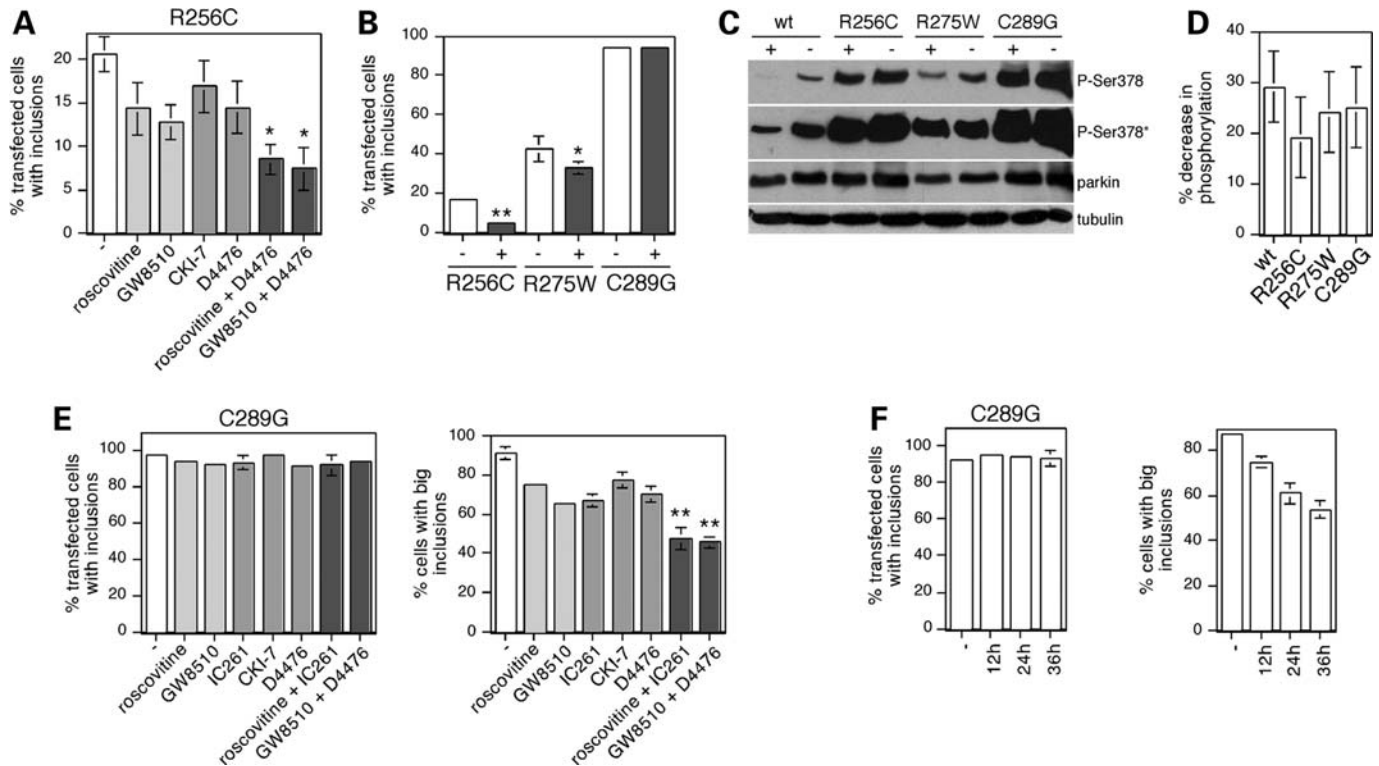 A
R256C
% transfected cells
with inclusions
20
15
10
5
0
-
roscovitine
GW8510
CKI-7
D4476
roscovitine + D4476
GW8510 + D4476
*
*
B
% transfected cells
with inclusions
100
80
60
40
20
0
**
*
- + - + - +
R256C R275W C289G
C
wt R256C R275W C289G
+ - + - + - + -
P-Ser378
P-Ser378*
parkin
tubulin
D
% decrease in
phosphorylation
40
30
20
10
0
wt
R256C
R275W
C289G
E
C289G
% transfected cells
with inclusions
100
80
60
40
20
0
-
roscovitine
GW8510
IC261
CKI-7
D4476
roscovitine + IC261
GW8510 + D4476
% cells with big
inclusions
100
80
60
40
20
0
** **
-
roscovitine
GW8510
IC261
CKI-7
D4476
roscovitine + IC261
GW8510 + D4476
F
C289G
% transfected cells
with inclusions
100
80
60
40
20
0
-
12h
24h
36h
% cells with big
inclusions
80
60
40
20
0
-
12h
24h
36h